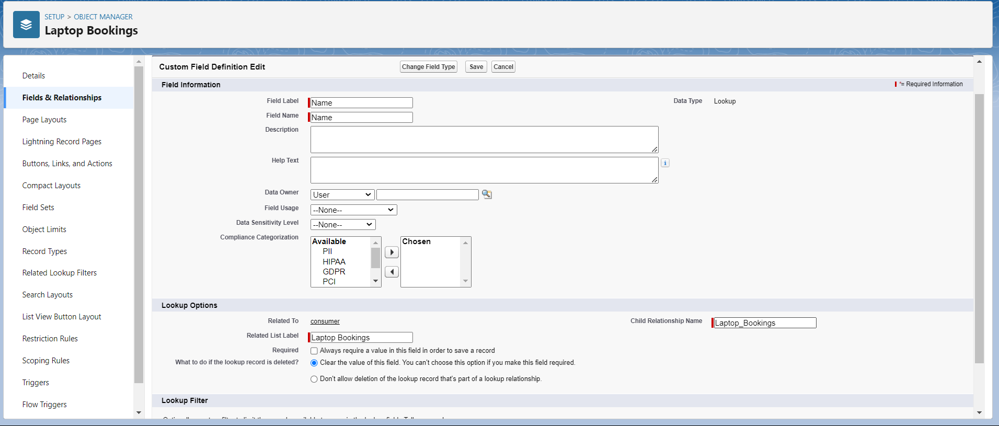 SETUP > OBJECT MANAGER
Laptop Bookings
Details
Fields & Relationships
Page Layouts
Lightning Record Pages
Buttons, Links, and Actions
Compact Layouts
Field Sets
Object Limits
Record Types
Related Lookup Filters
Search Layouts
List View Button Layout
Restriction Rules
Scoping Rules
Triggers
Flow Triggers
Custom Field Definition Edit
Change Field Type Save Cancel
Field Information
*= Required Information
Field Label Name
Data Type Lookup
Field Name Name
Description
Help Text
i
Data Owner User
Field Usage --None--
Data Sensitivity Level --None--
Compliance Categorization
Available
PII
HIPAA
GDPR
PCI
Chosen
Lookup Options
Related To consumer
Child Relationship Name Laptop_Bookings
Related List Label Laptop Bookings
Required Always require a value in this field in order to save a record
What to do if the lookup record is deleted? Clear the value of this field. You can't choose this option if you make this field required.
Don't allow deletion of the lookup record that's part of a lookup relationship.
Lookup Filter